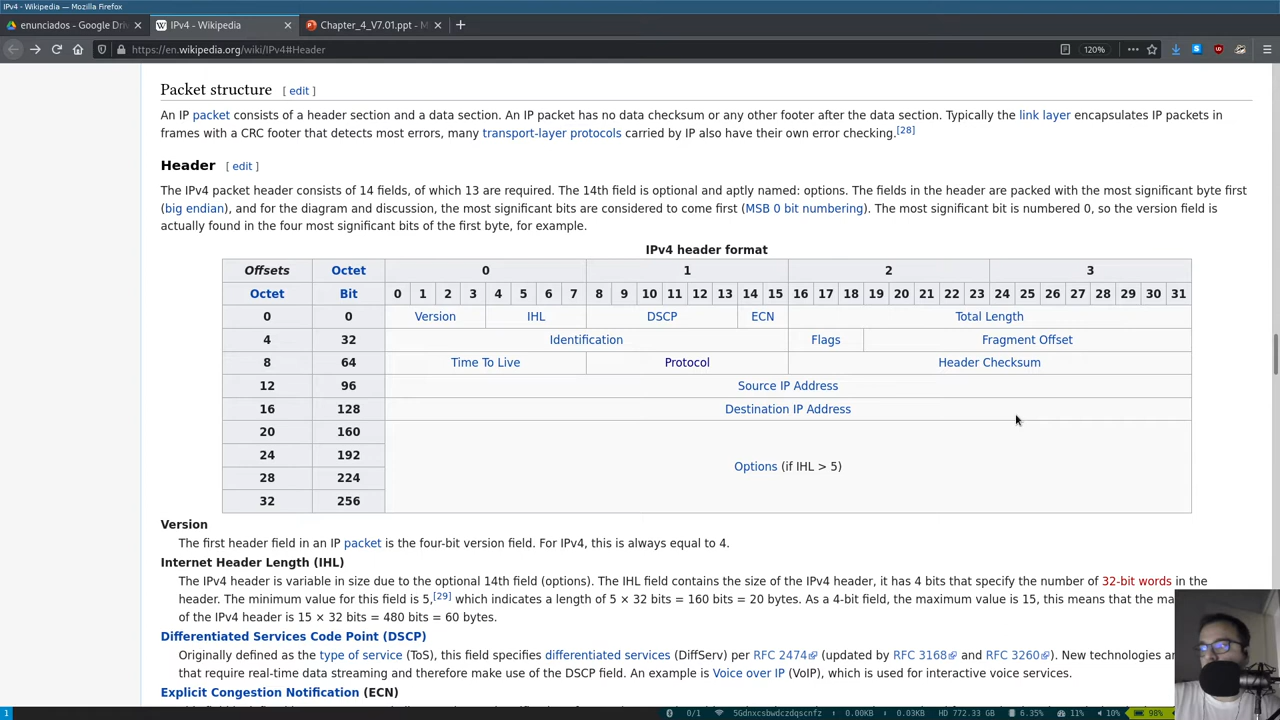 IPv4 - Wikipedia — Mozilla Firefox
enunciados - Google Dri
W IPv4 - Wikipedia
Chapter_4_V7.01.ppt - M
https://en.wikipedia.org/wiki/IPv4#Header
120%
Packet structure [ edit ]
An IP packet consists of a header section and a data section. An IP packet has no data checksum or any other footer after the data section. Typically the link layer encapsulates IP packets in
frames with a CRC footer that detects most errors, many transport-layer protocols carried by IP also have their own error checking.[28]
Header [ edit ]
The IPv4 packet header consists of 14 fields, of which 13 are required. The 14th field is optional and aptly named: options. The fields in the header are packed with the most significant byte first
(big endian), and for the diagram and discussion, the most significant bits are considered to come first (MSB 0 bit numbering). The most significant bit is numbered 0, so the version field is
actually found in the four most significant bits of the first byte, for example.
IPv4 header format
Offsets Octet 0 1 2 3
Octet Bit 0 1 2 3 4 5 6 7 8 9 10 11 12 13 14 15 16 17 18 19 20 21 22 23 24 25 26 27 28 29 30 31
0 0 Version IHL DSCP ECN Total Length
4 32 Identification Flags Fragment Offset
8 64 Time To Live Protocol Header Checksum
12 96 Source IP Address
16 128 Destination IP Address
20 160
24 192
Options (if IHL > 5)
28 224
32 256
Version
The first header field in an IP packet is the four-bit version field. For IPv4, this is always equal to 4.
Internet Header Length (IHL)
The IPv4 header is variable in size due to the optional 14th field (options). The IHL field contains the size of the IPv4 header, it has 4 bits that specify the number of 32-bit words in the
header. The minimum value for this field is 5,[29] which indicates a length of 5 × 32 bits = 160 bits = 20 bytes. As a 4-bit field, the maximum value is 15, this means that the ma
of the IPv4 header is 15 × 32 bits = 480 bits = 60 bytes.
Differentiated Services Code Point (DSCP)
Originally defined as the type of service (ToS), this field specifies differentiated services (DiffServ) per RFC 2474 (updated by RFC 3168 and RFC 3260). New technologies ar
that require real-time data streaming and therefore make use of the DSCP field. An example is Voice over IP (VoIP), which is used for interactive voice services.
Explicit Congestion Notification (ECN)
1 0/1 5Gdnxcsbwdczdqscnfz 0.00KB 0.03KB HD 772.33 GB 6.35% 11% 10% 98%